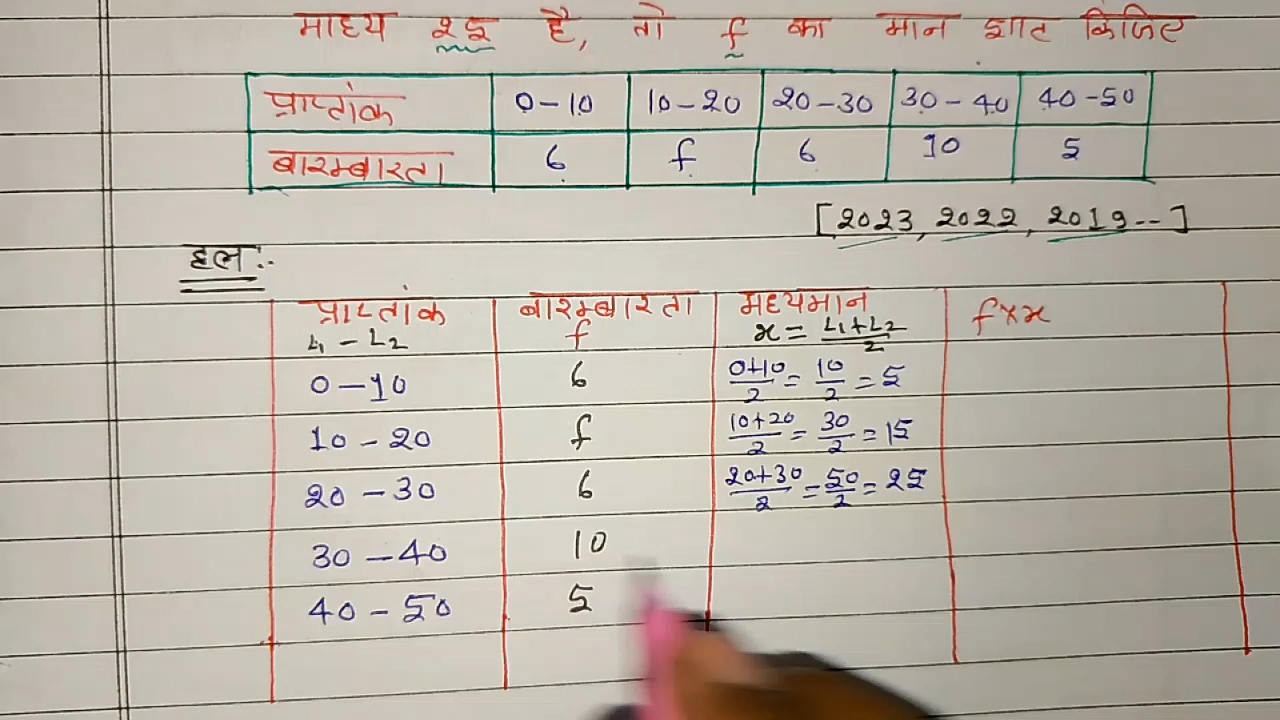 माध्य २५ है, तो f का मान ज्ञात किजिए
प्राप्तांक 0-10 10-20 20-30 30-40 40-50
बारम्बारता 6 f 6 10 5
[2023, 2022, 2019--]
हल:-
प्राप्तांक बारम्बारता मध्यमान f×x
L₁ - L₂ f x = L₁+L₂/2
0-10 6 0+10/2 = 10/2 = 5
10-20 f 10+20/2 = 30/2 = 15
20-30 6 20+30/2 = 50/2 = 25
30-40 10
40-50 5